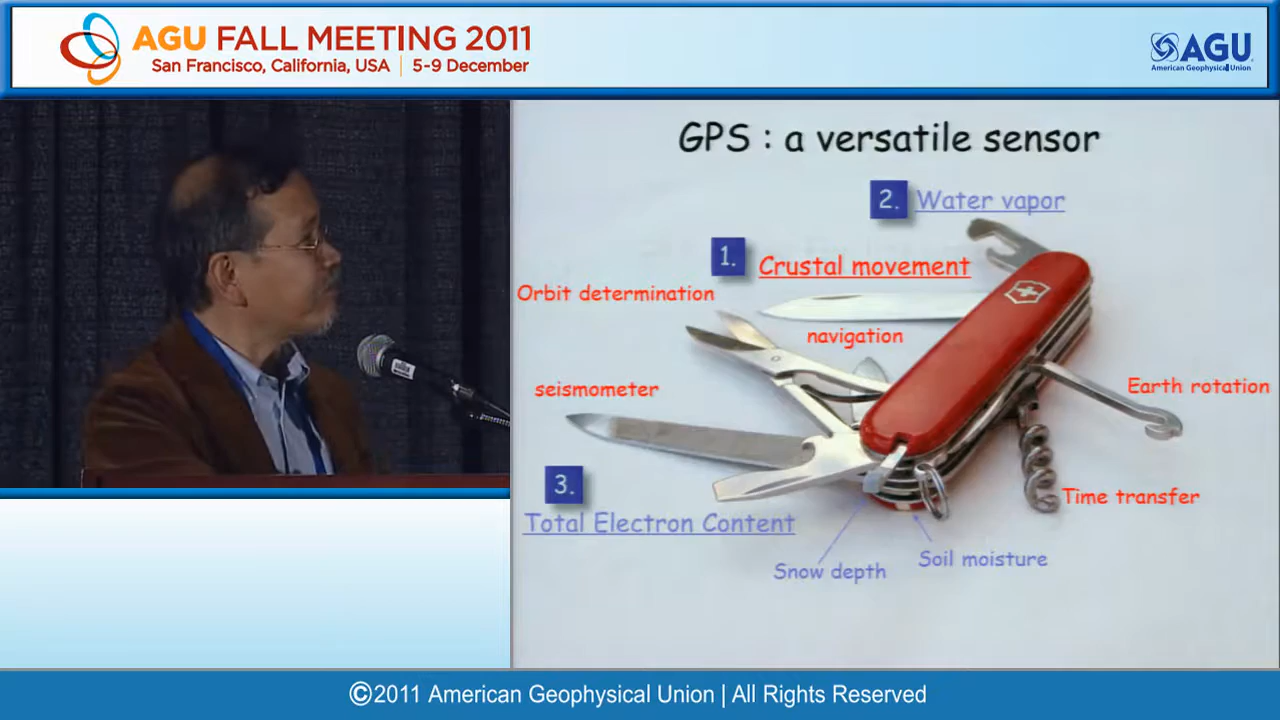 AGU FALL MEETING 2011
San Francisco, California, USA | 5-9 December
AGU
American Geophysical Union
GPS : a versatile sensor
2. Water vapor
1. Crustal movement
Orbit determination
navigation
seismometer
Earth rotation
3.
Total Electron Content
Time transfer
Soil moisture
Snow depth
©2011 American Geophysical Union | All Rights Reserved